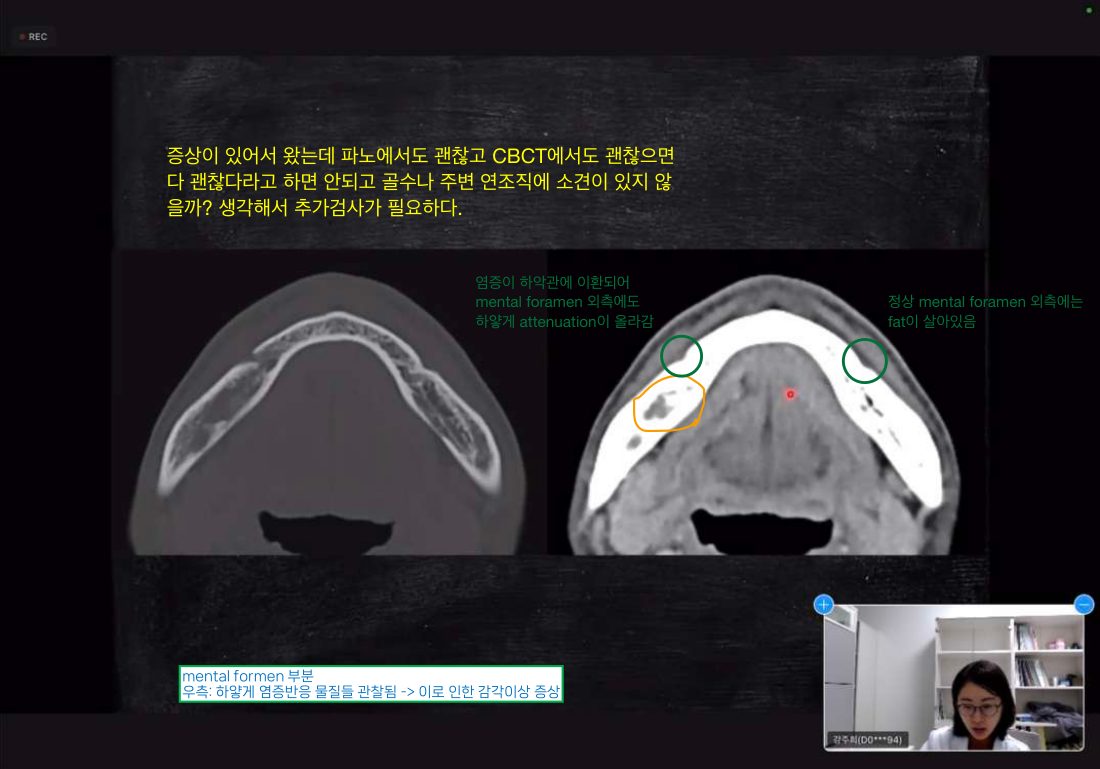 REC
증상이 있어서 왔는데 파노에서도 괜찮고 CBCT에서도 괜찮으면
다 괜찮다라고 하면 안되고 골수나 주변 연조직에 소견이 있지 않
을까? 생각해서 추가검사가 필요하다.
염증이 하악관에 이환되어
mental foramen 외측에도
하얗게 attenuation이 올라감
정상 mental foramen 외측에는
fat이 살아있음
mental formen 부분
우측: 하얗게 염증반응 물질들 관찰됨 -> 이로 인한 감각이상 증상
강주희(D0***94)